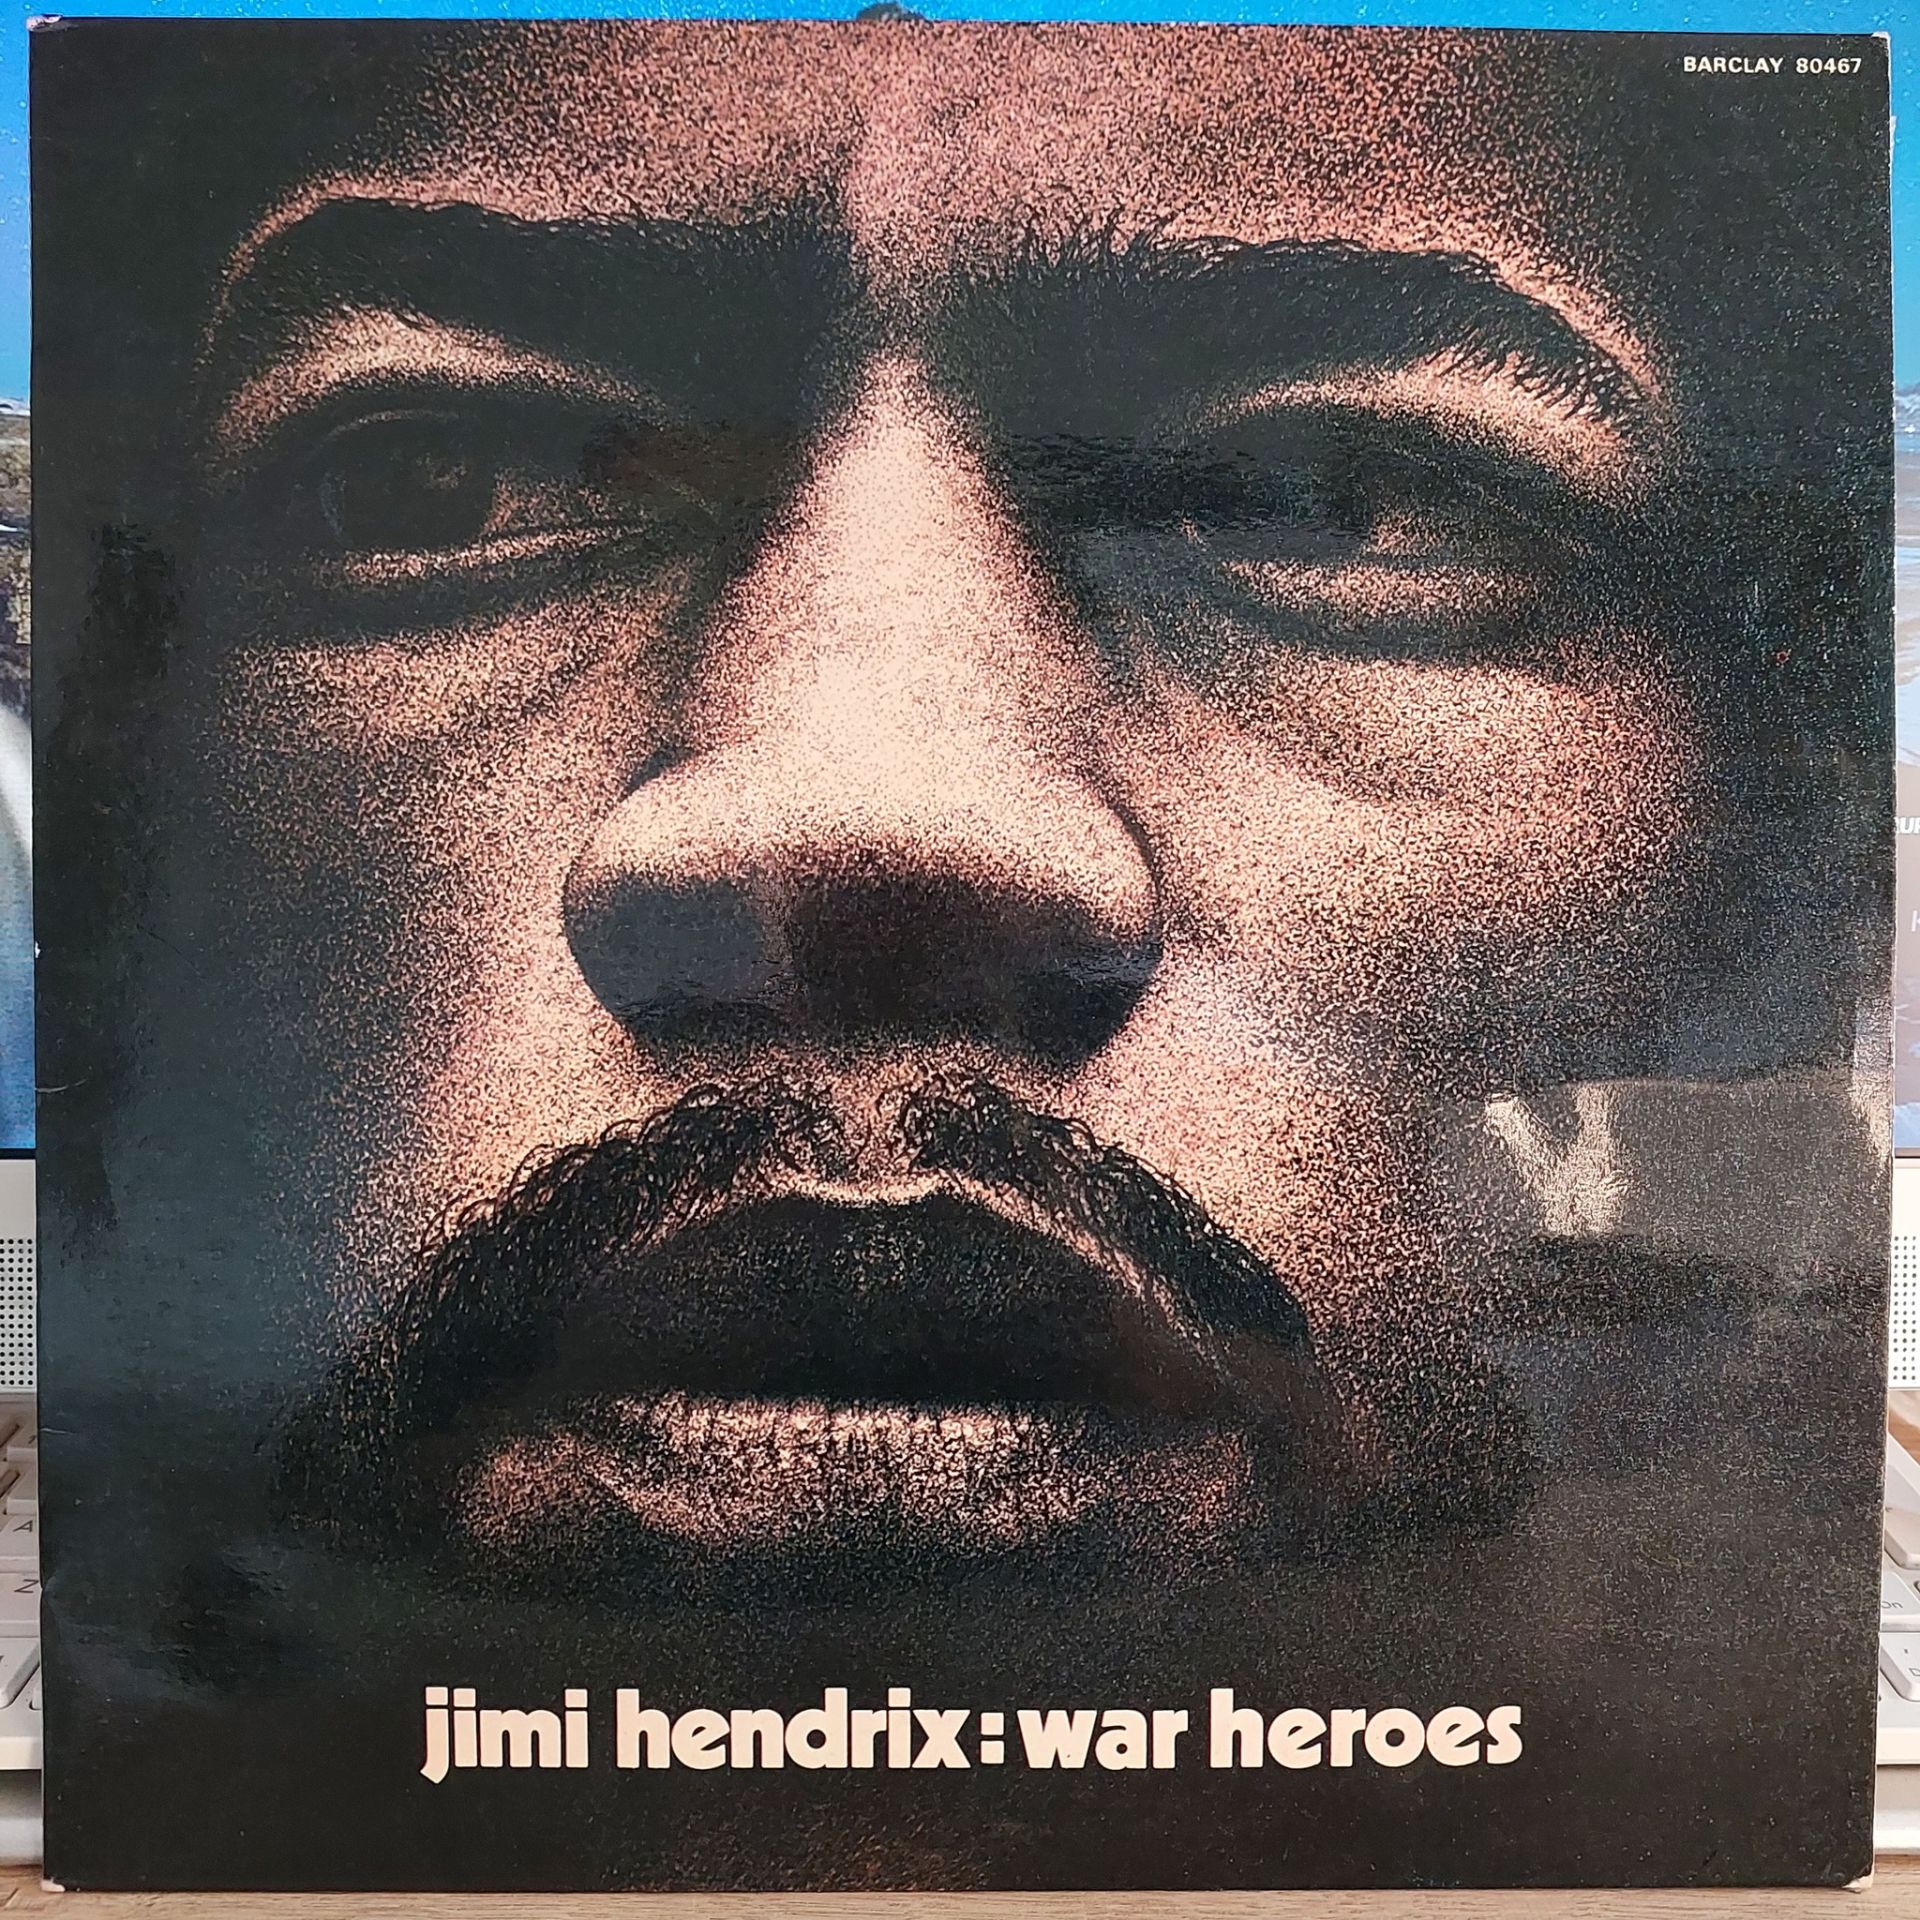 BARCLAY 80467
A
Z
jimi hendrix: war heroes